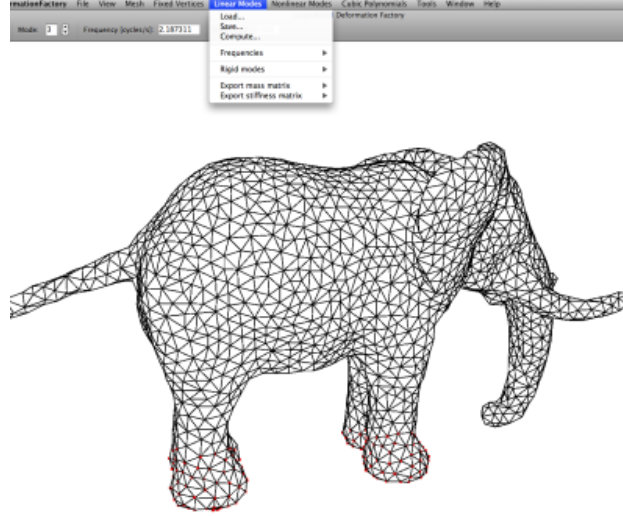 rmationFactory File View Mesh Fixed Vertices Linear Modes Nonlinear Modes Cubic Polynomials Tools Window Help
Deformation Factory
Mode: 3 Frequency [cycles/s]: 2.187311
Load...
Save...
Compute...
Frequencies
Rigid modes
Export mass matrix
Export stiffness matrix